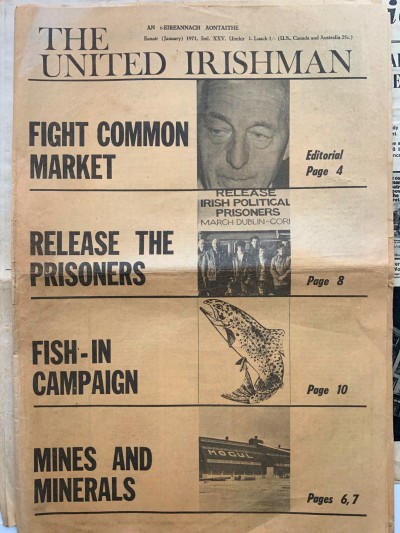 AN t-EIREANNACH AONTAITHE
THE
Eanair (January) 1971, Iml. XXV. Uimhir 1. Luach 1/- (U.S., Canada and Australia 25c.)
UNITED IRISHMAN
FIGHT COMMON
MARKET
Editorial
Page 4
RELEASE
IRISH POLITICAL
PRISONERS
MARCH DUBLIN-CORK
RELEASE THE
PRISONERS
Page 8
FISH-IN
CAMPAIGN
Page 10
MOGUL
MINES AND
MINERALS
Pages 6,7